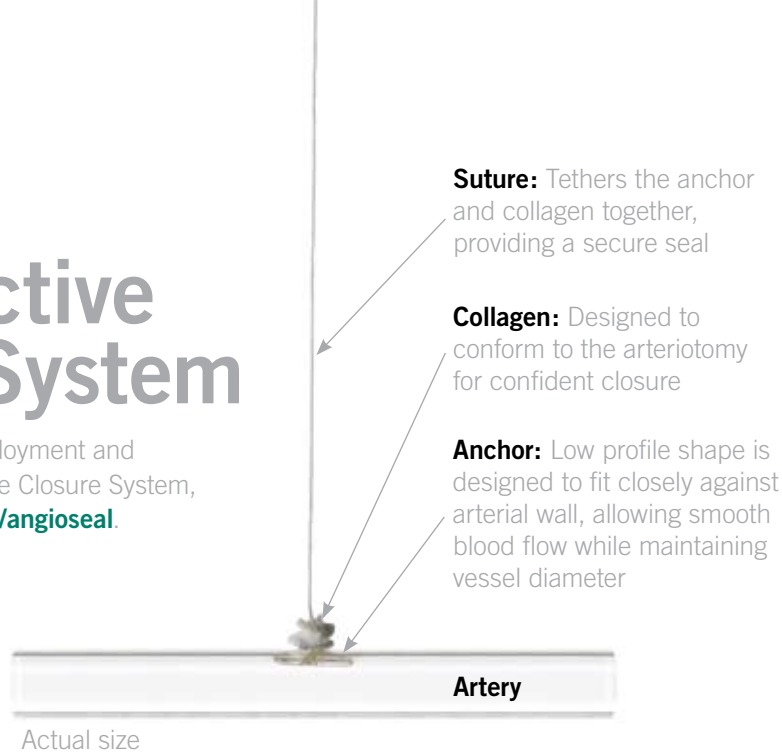 Suture: Tethers the anchor
and collagen together,
providing a secure seal
ctive
System
Collagen: Designed to
conform to the arteriotomy
for confident closure
loyment and
e Closure System,
/angioseal.
Anchor: Low profile shape is
designed to fit closely against
arterial wall, allowing smooth
blood flow while maintaining
vessel diameter
Artery
Actual size